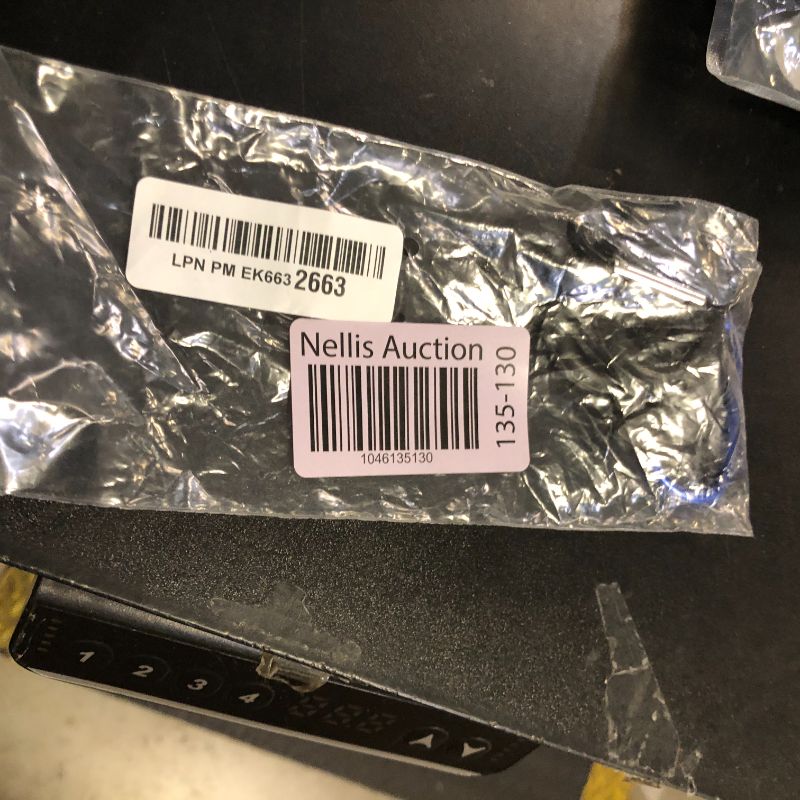 LPN PM EK663 2663
Nellis Auction
135-130
1046135130
1 2 3 4